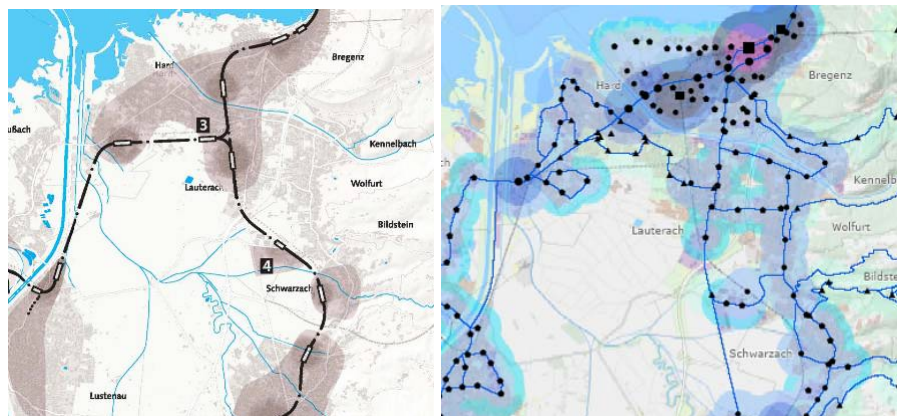 Hard
Bregenz
ußach
3
Kennelbach
Lauterach
Wolfurt
Bildstein
4
Schwarzach
Lustenau
Hard
Bregenz
Kennelb
Lauterach
Wolfurt
Bildste
Schwarzach